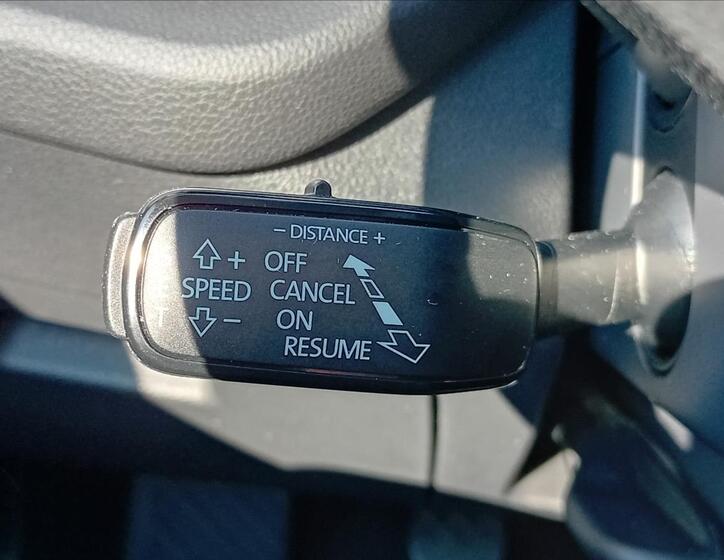 – DISTANCE +
+ OFF
SPEED CANCEL
– ON
RESUME